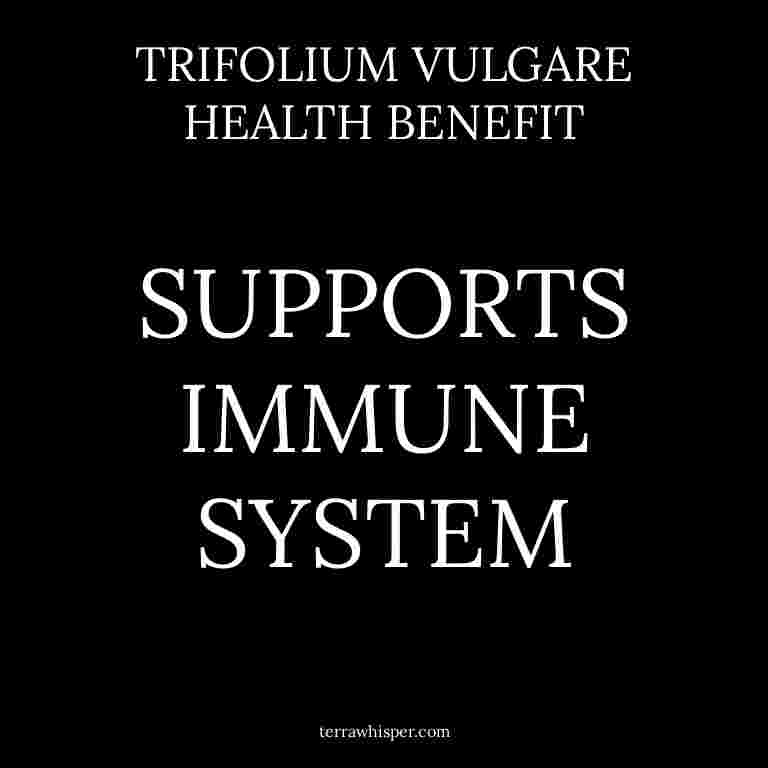 TRIFOLIUM VULGARE
HEALTH BENEFIT
SUPPORTS
IMMUNE
SYSTEM
terrawhisper.com